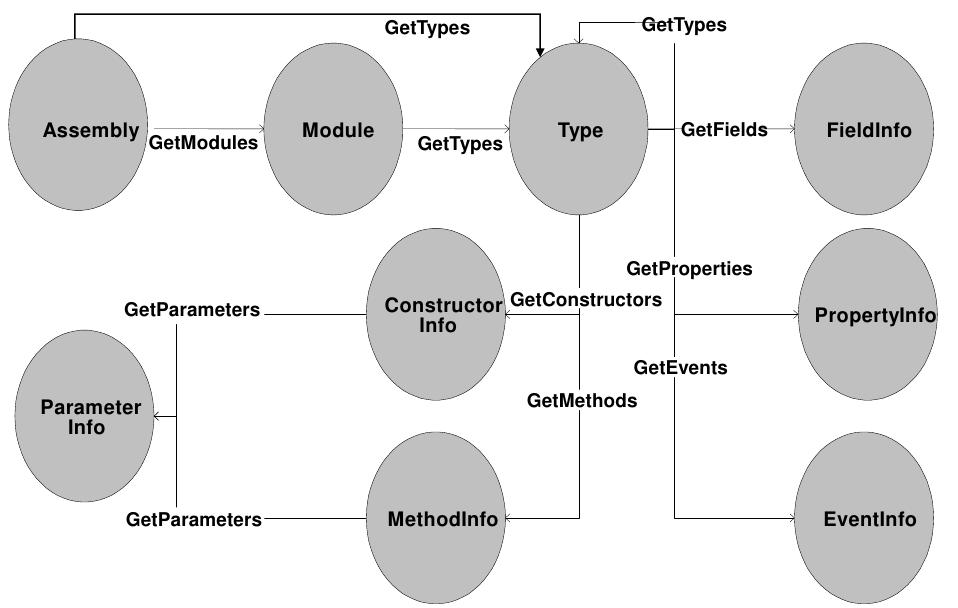 GetTypes
GetTypes
Assembly
GetModules
Module
GetTypes
Type
GetFields
FieldInfo
GetProperties
GetConstructors
GetParameters
Constructor
Info
PropertyInfo
GetEvents
GetMethods
Parameter
Info
GetParameters
MethodInfo
EventInfo